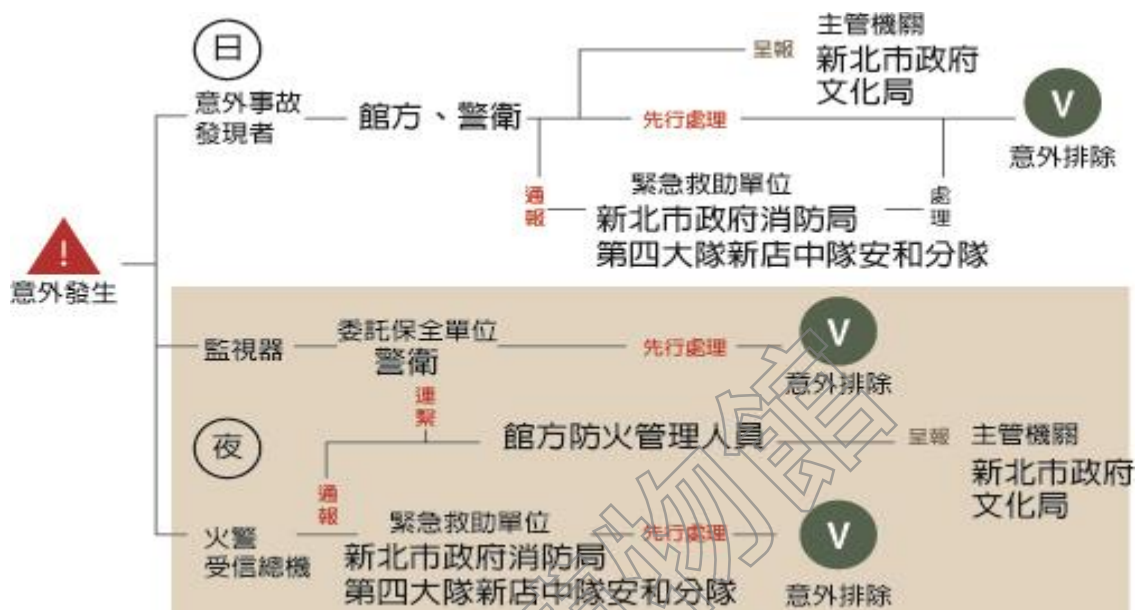 日
意外事故
發現者
館方、警衛
呈報
主管機關
新北市政府
文化局
先行處理
V
意外排除
通報
緊急救助單位
新北市政府消防局
第四大隊新店中隊安和分隊
處理
!
意外發生
監視器
委託保全單位
警衛
先行處理
V
意外排除
連繫
夜
館方防火管理人員
呈報
主管機關
新北市政府
文化局
通報
火警
受信總機
緊急救助單位
新北市政府消防局
第四大隊新店中隊安和分隊
先行處理
V
意外排除
博物館